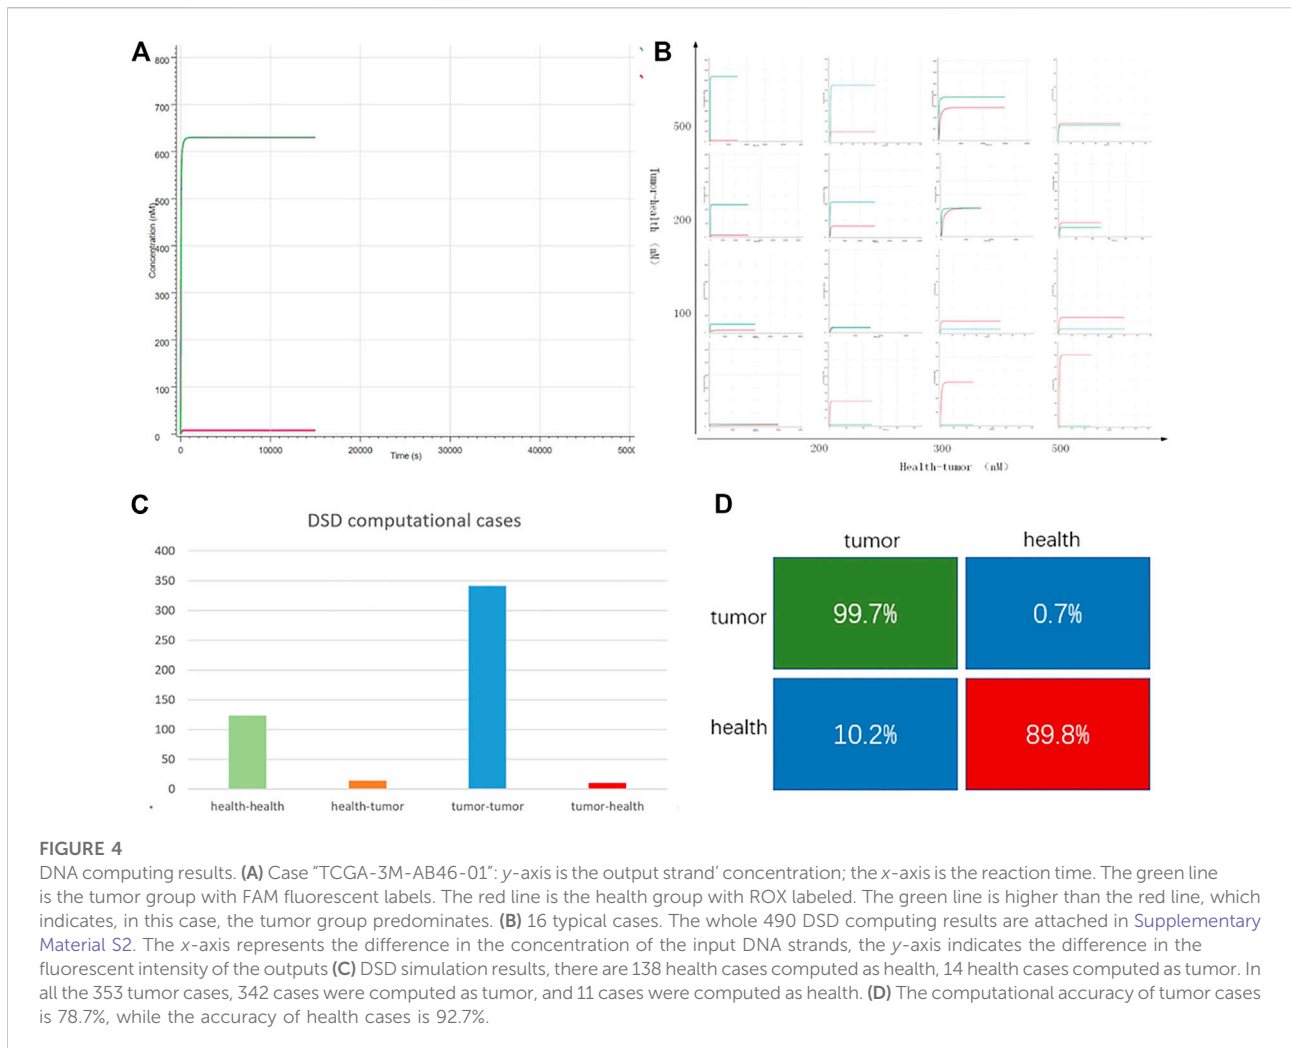 A
800
700
600
500
400
300
200
100
0
Concentration (nM)
0
10000
20000
30000
40000
5000
Time (s)
B
500
200
100
Tumor-health (nM)
200
300
500
Health-tumor (nM)
C
DSD computational cases
400
350
300
250
200
150
100
50
0
health-health
health-tumor
tumor-tumor
tumor-health
D
tumor
health
tumor
99.7%
0.7%
health
10.2%
89.8%
FIGURE 4
DNA computing results. (A) Case "TCGA-3M-AB46-01": y-axis is the output strand' concentration; the x-axis is the reaction time. The green line
is the tumor group with FAM fluorescent labels. The red line is the health group with ROX labeled. The green line is higher than the red line, which
indicates, in this case, the tumor group predominates. (B) 16 typical cases. The whole 490 DSD computing results are attached in Supplementary
Material S2. The x-axis represents the difference in the concentration of the input DNA strands, the y-axis indicates the difference in the
fluorescent intensity of the outputs (C) DSD simulation results, there are 138 health cases computed as health, 14 health cases computed as tumor. In
all the 353 tumor cases, 342 cases were computed as tumor, and 11 cases were computed as health. (D) The computational accuracy of tumor cases
is 78.7%, while the accuracy of health cases is 92.7%.